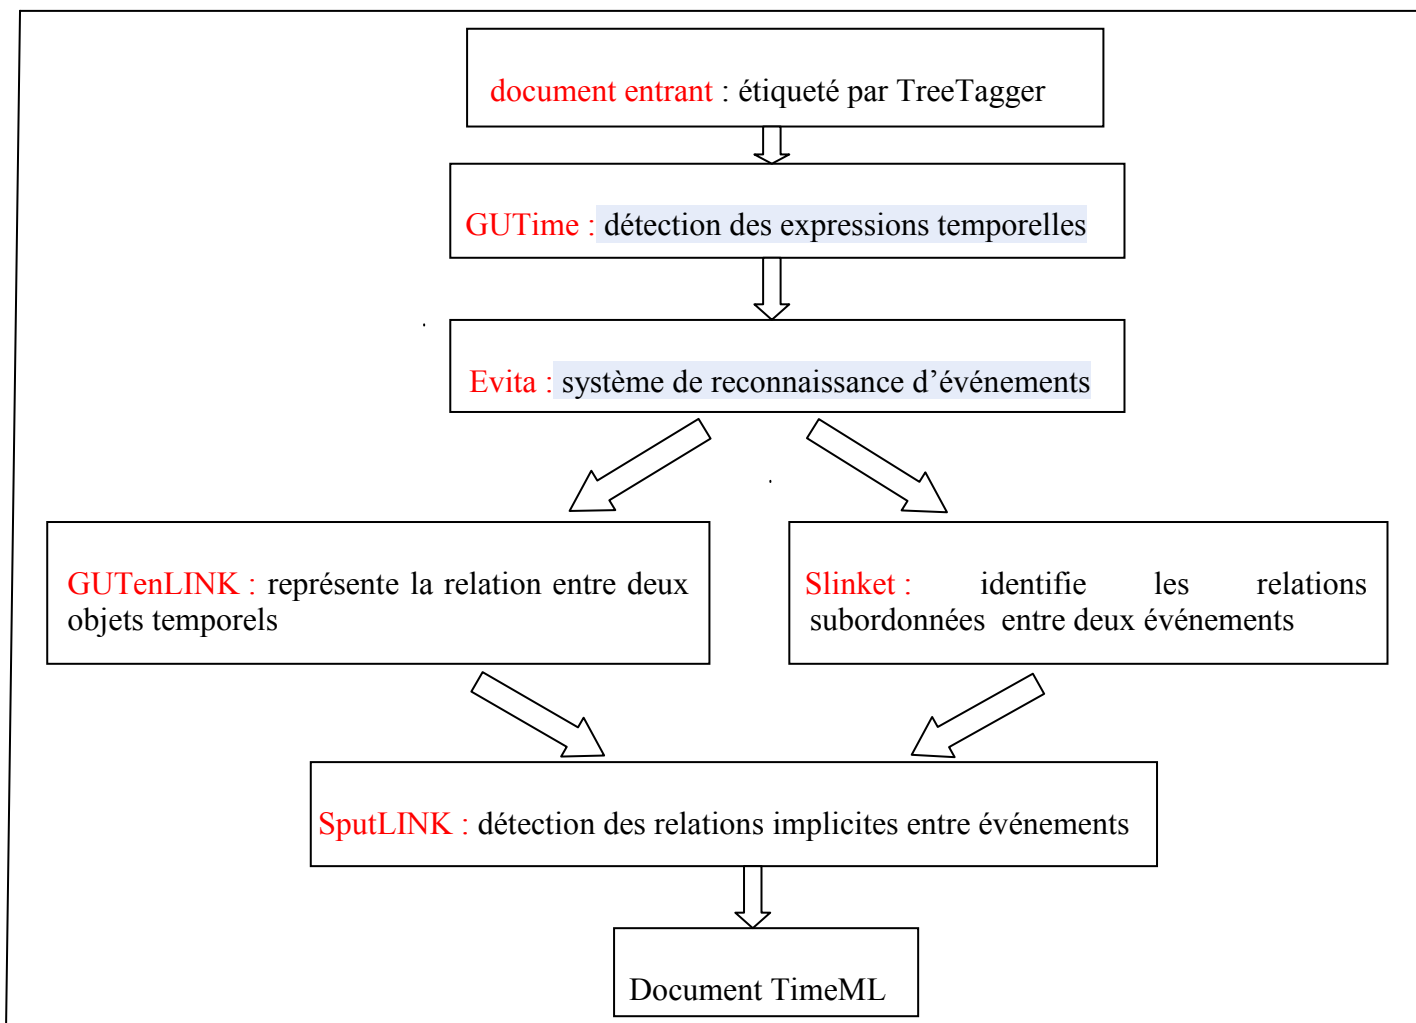 document entrant : étiqueté par TreeTagger
GUTime : détection des expressions temporelles
Evita : système de reconnaissance d’événements
GUTenLINK : représente la relation entre deux
objets temporels
Slinket : identifie les relations
subordonnées entre deux événements
SputLINK : détection des relations implicites entre événements
Document TimeML